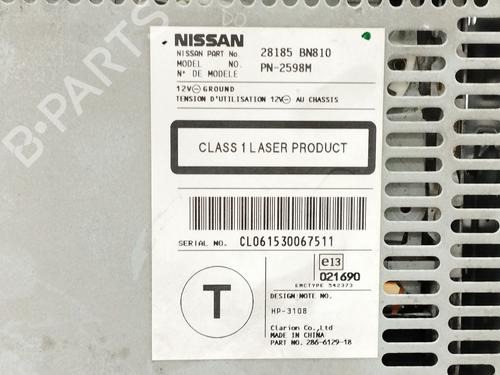 NISSAN
NISSAN PART No. 28185 BN810
MODEL NO. PN-2598M
N° DE MODELE
12V⊖GROUND
TENSION D'UTILISATION 12V⊖ AU CHASSIS
CLASS 1 LASER PRODUCT
SERIAL NO. CL061530067511
e13
021690
EMCTYPE 542373
T
DESIGN NOTE NO.
HP-3108
Clarion Co.,Ltd
MADE IN CHINA
PART NO. 286-6129-18
B-PARTS